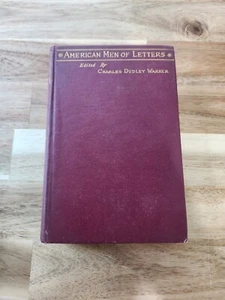 AMERICAN MEN OF LETTERS
Edited By
CHARLES DUDLEY WARNER